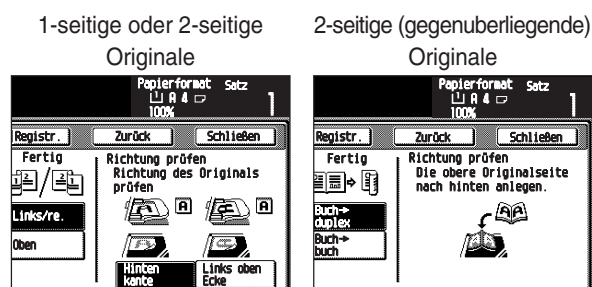 1-seitige oder 2-seitige
Originale
Papierformat Satz
A 4
100%
1
Registr.
Zurück
Schließen
Fertig
Richtung prüfen
Richtung des Originals
prüfen
Links/re.
Oben
Hinten
kante
Links oben
Ecke
2-seitige (gegenuberliegende)
Originale
Papierformat Satz
A 4
100%
1
Registr.
Zurück
Schließen
Fertig
Richtung prüfen
Die obere Originalseite
nach hinten anlegen.
Buch→
duplex
Buch→
buch